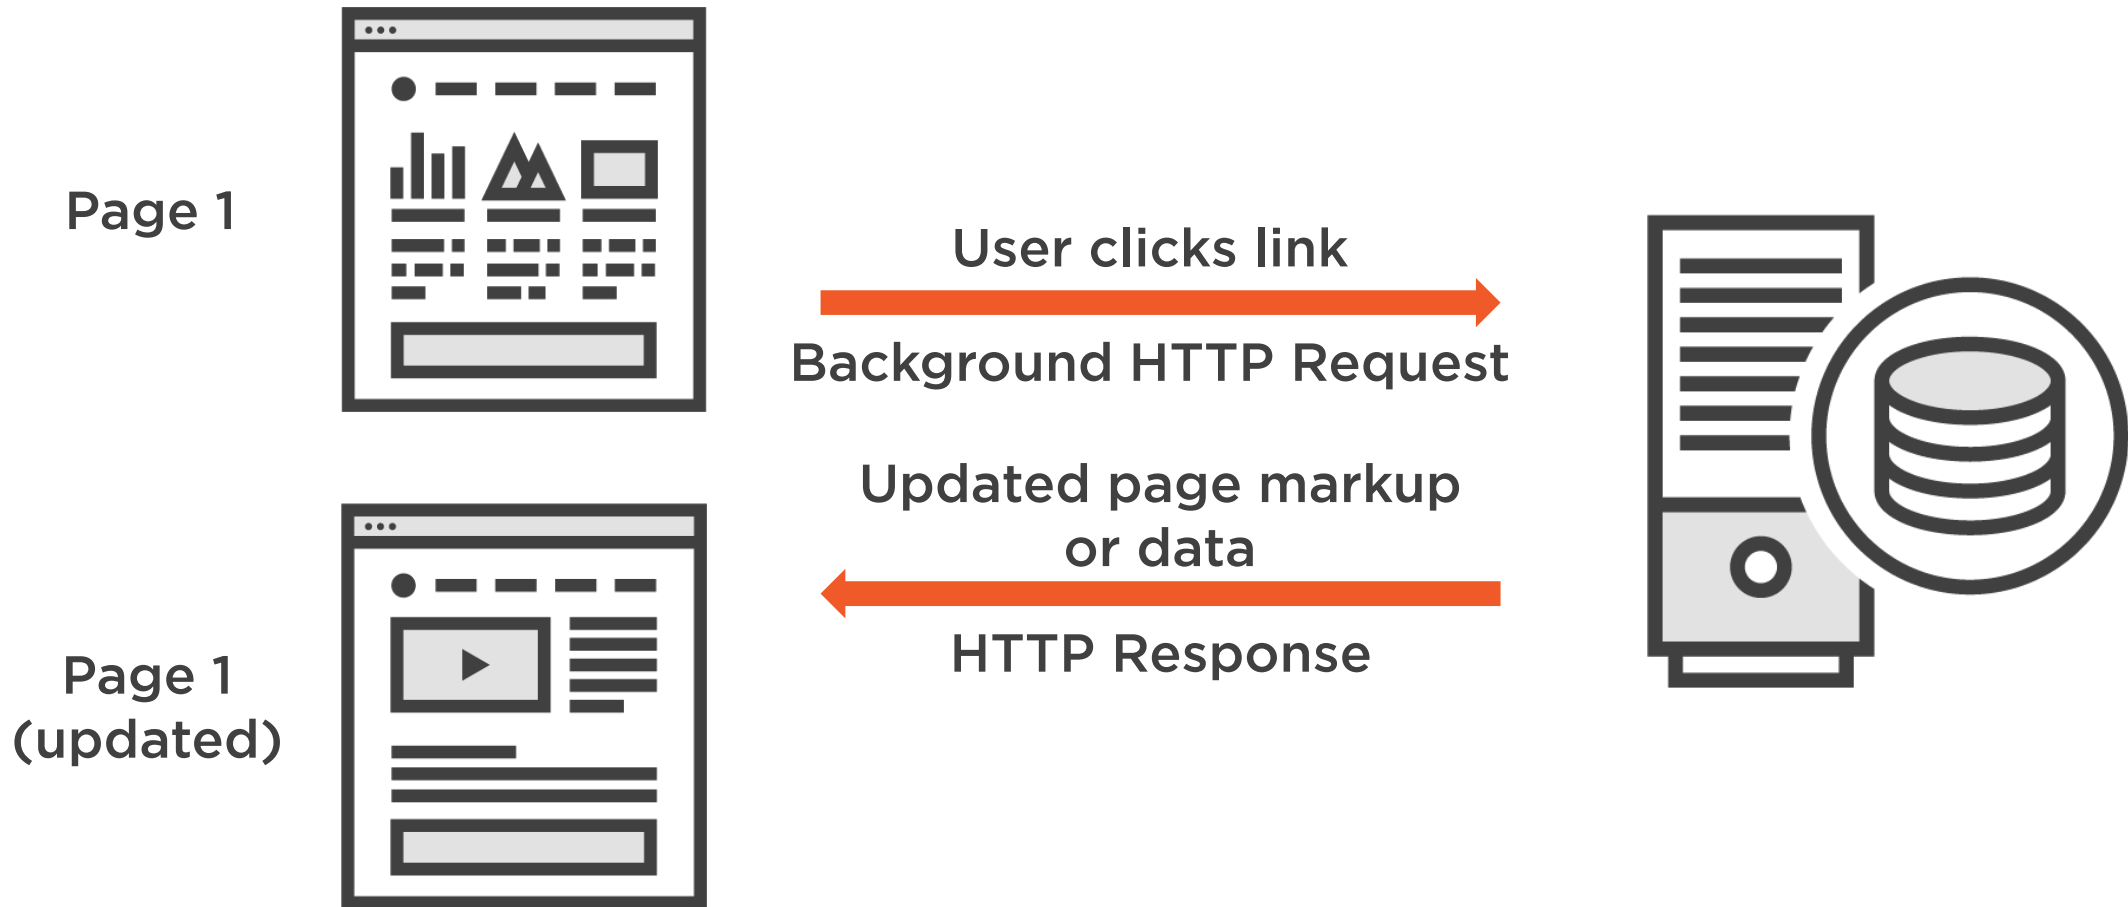 Page 1
User clicks link
Background HTTP Request
Updated page markup
or data
HTTP Response
Page 1
(updated)